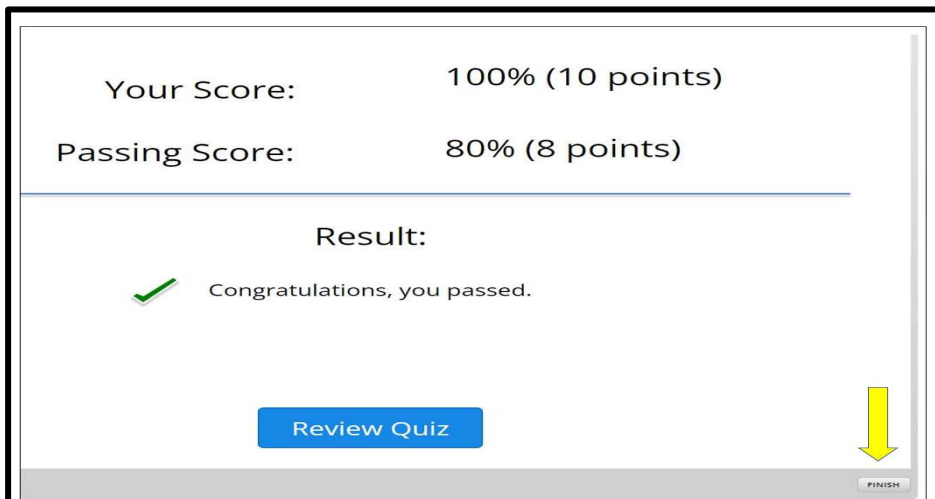 Your Score: 100% (10 points)
Passing Score: 80% (8 points)
Result:
Congratulations, you passed.
Review Quiz
FINISH